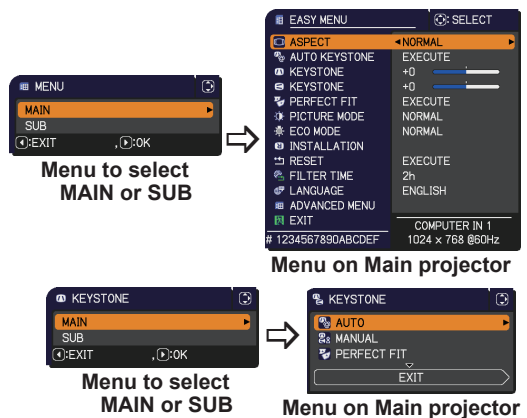 MENU
MAIN
SUB
:EXIT , :OK
Menu to select
MAIN or SUB
EASY MENU :SELECT
ASPECT NORMAL
AUTO KEYSTONE EXECUTE
KEYSTONE +0
KEYSTONE +0
PERFECT FIT EXECUTE
PICTURE MODE NORMAL
ECO MODE NORMAL
INSTALLATION
RESET EXECUTE
FILTER TIME 2h
LANGUAGE ENGLISH
ADVANCED MENU
EXIT
COMPUTER IN 1
# 1234567890ABCDEF 1024 x 768 @60Hz
Menu on Main projector
KEYSTONE
MAIN
SUB
:EXIT , :OK
Menu to select
MAIN or SUB
KEYSTONE
AUTO
MANUAL
PERFECT FIT
EXIT
Menu on Main projector